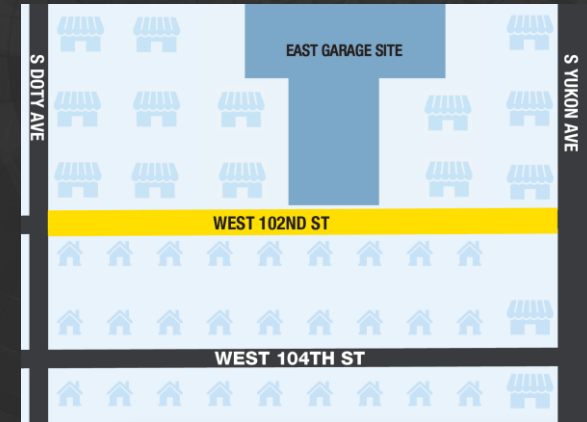 EAST GARAGE SITE
S DOTY AVE
S YUKON AVE
WEST 102ND ST
WEST 104TH ST